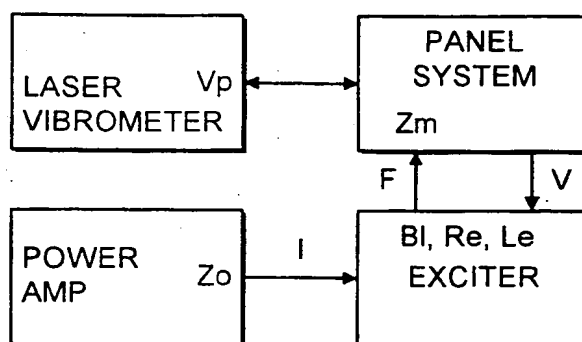 LASER
VIBROMETER
Vp
PANEL
SYSTEM
Zm
F
V
POWER
AMP
Zo
I
Bl, Re, Le
EXCITER